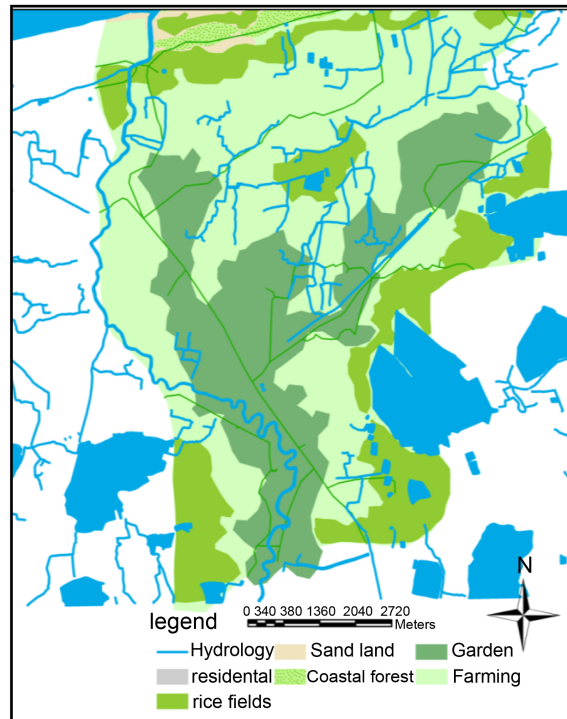 N
legend
0 340 380 1360 2040 2720
Meters
Hydrology Sand land Garden
residental Coastal forest Farming
rice fields